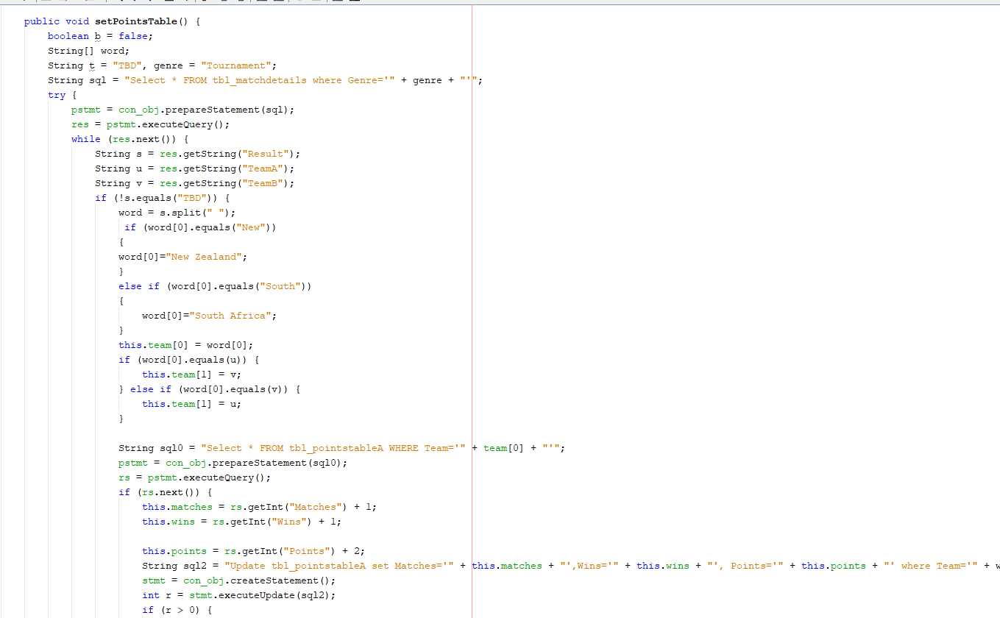 public void setPointsTable() {
boolean b = false;
String[] word;
String t = "TBD", genre = "Tournament";
String sql = "Select * FROM tbl_matchdetails where Genre='" + genre + "'";
try {
pstmt = con_obj.prepareStatement(sql);
res = pstmt.executeQuery();
while (res.next()) {
String s = res.getString("Result");
String u = res.getString("TeamA");
String v = res.getString("TeamB");
if (!s.equals("TBD")) {
word = s.split(" ");
if (word[0].equals("New"))
{
word[0]="New Zealand";
}
else if (word[0].equals("South"))
{
word[0]="South Africa";
}
this.team[0] = word[0];
if (word[0].equals(u)) {
this.team[1] = v;
} else if (word[0].equals(v)) {
this.team[1] = u;
}
String sql0 = "Select * FROM tbl_pointstableA WHERE Team='" + team[0] + "'";
pstmt = con_obj.prepareStatement(sql0);
rs = pstmt.executeQuery();
if (rs.next()) {
this.matches = rs.getInt("Matches") + 1;
this.wins = rs.getInt("Wins") + 1;
this.points = rs.getInt("Points") + 2;
String sql2 = "Update tbl_pointstableA set Matches='" + this.matches + "',Wins='" + this.wins + "', Points='" + this.points + "' where Team='" +
stmt = con_obj.createStatement();
int r = stmt.executeUpdate(sql2);
if (r > 0) {